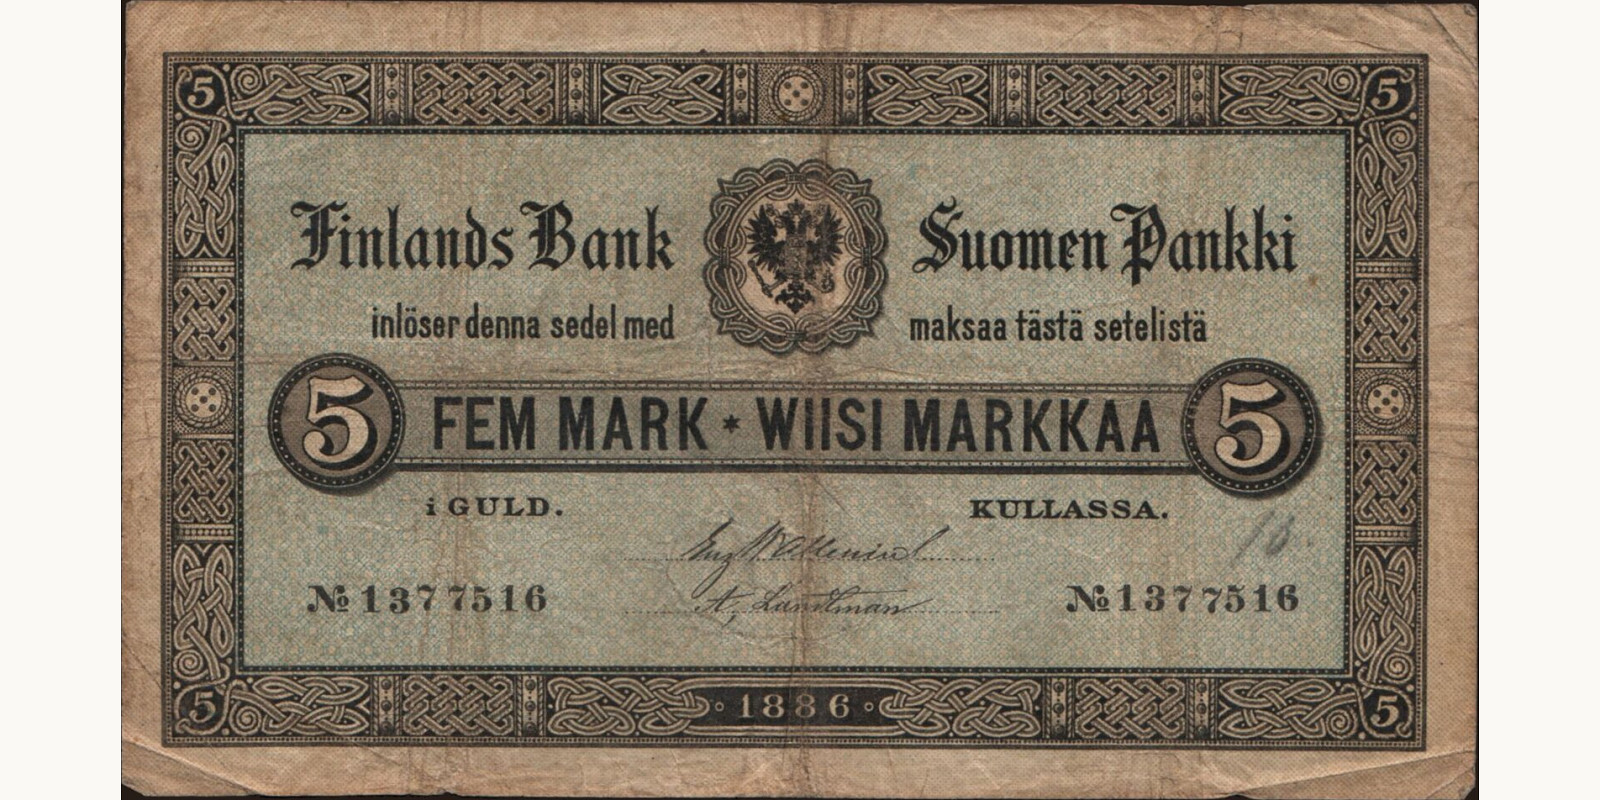 5 5
Finlands Bank Suomen Pankki
inlöser denna sedel med maksaa tästä setelistä
5 FEM MARK * WIISI MARKKAA 5
i GULD. KULLASSA.
№1377516 №1377516
A. Landtman
5 1886 5